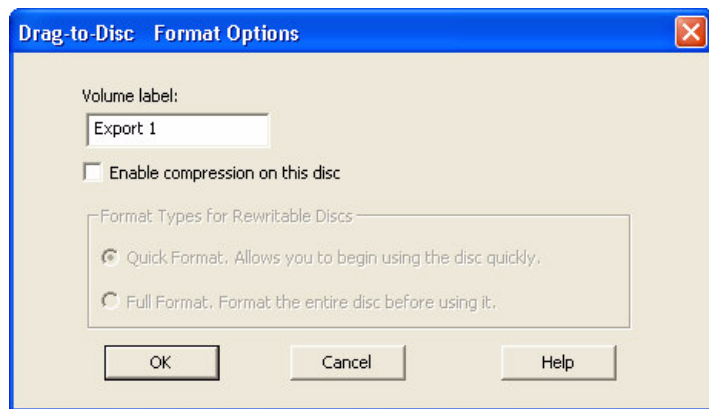 Drag-to-Disc Format Options
Volume label:
Export 1
Enable compression on this disc
Format Types for Rewritable Discs
Quick Format. Allows you to begin using the disc quickly.
Full Format. Format the entire disc before using it.
OK Cancel Help